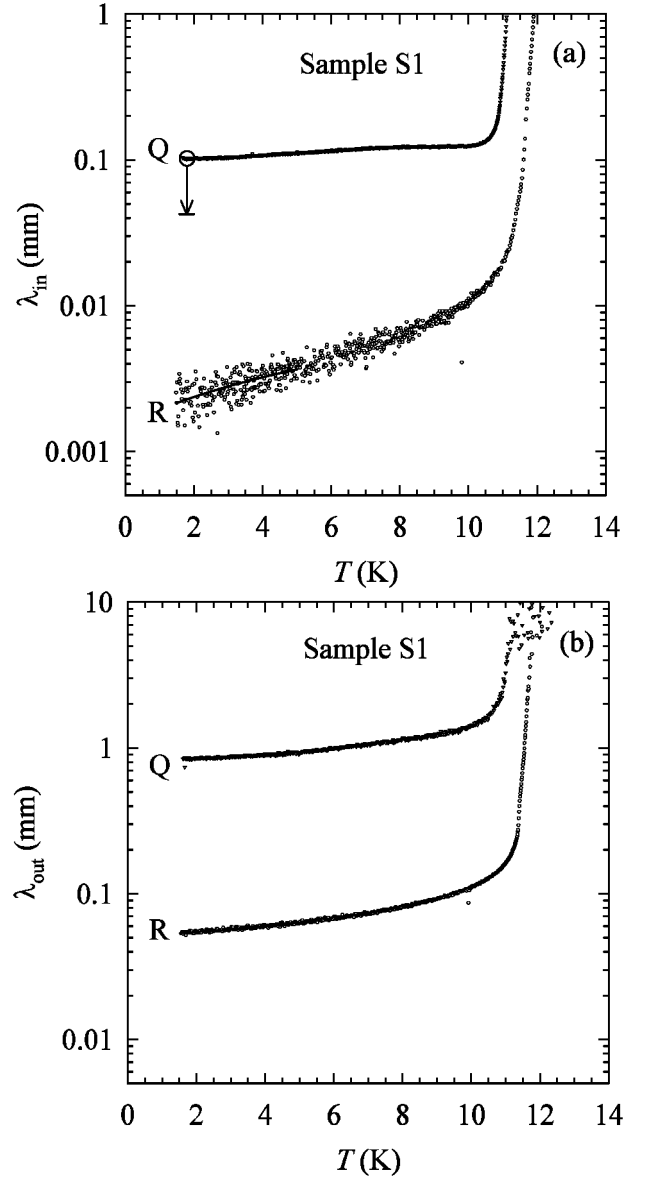 1
Sample S1
(a)
Q
0.1
λin (mm)
0.01
R
0.001
0 2 4 6 8 10 12 14
T (K)
10
Sample S1
(b)
1
Q
λout (mm)
0.1
R
0.01
0 2 4 6 8 10 12 14
T (K)